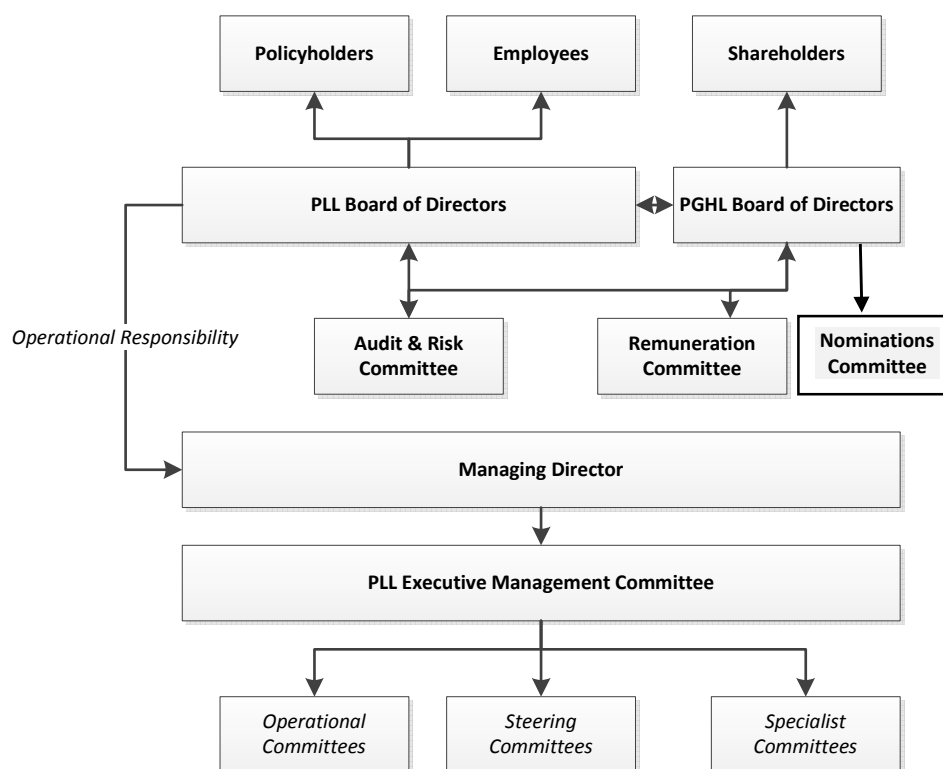 Policyholders
Employees
Shareholders
PLL Board of Directors
PGHL Board of Directors
Operational Responsibility
Audit & Risk
Committee
Remuneration
Committee
Nominations
Committee
Managing Director
PLL Executive Management Committee
Operational
Committees
Steering
Committees
Specialist
Committees